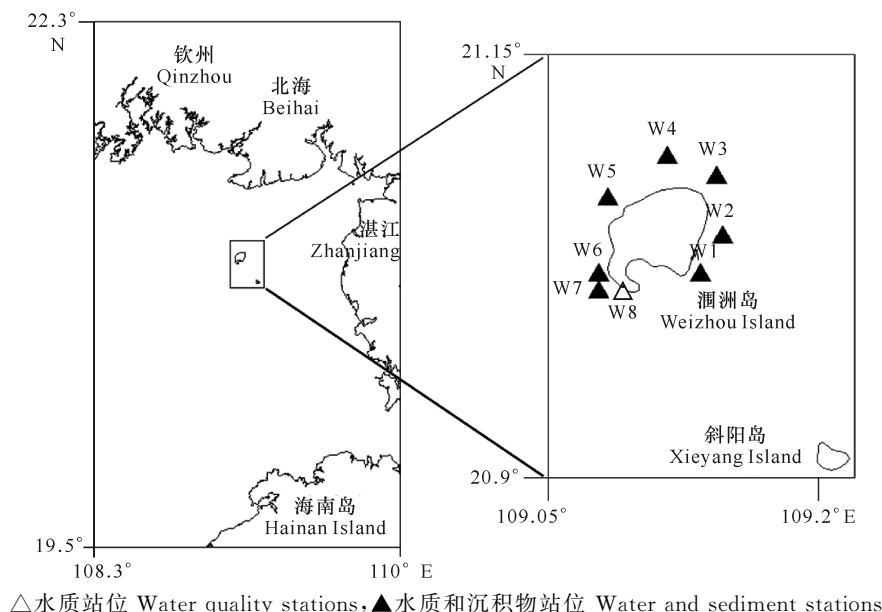 22.3°
N
钦州
Qinzhou
北海
Beihai
湛江
Zhanjiang
海南岛
Hainan Island
19.5°
108.3°
110° E
21.15°
N
W4
W3
W5
W2
W6
W1
W7
W8
涠洲岛
Weizhou Island
斜阳岛
Xieyang Island
20.9°
109.05°
109.2°E
△水质站位 Water quality stations,▲水质和沉积物站位 Water and sediment stations